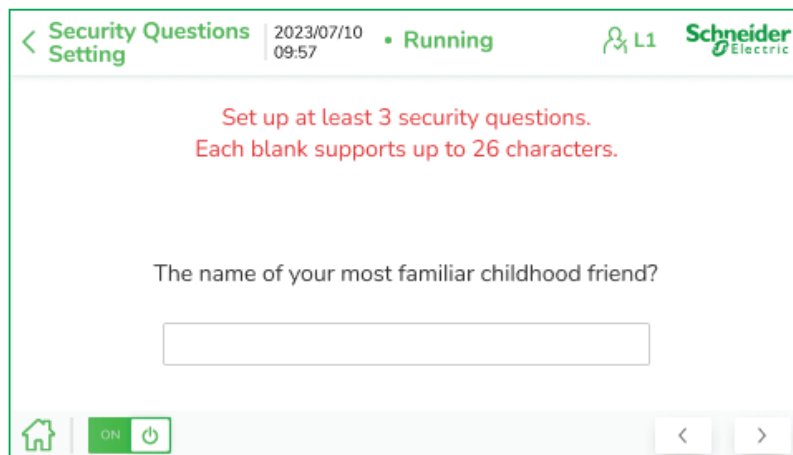 Security Questions
Setting
2023/07/10
09:57
• Running
L1
Schneider
Electric
Set up at least 3 security questions.
Each blank supports up to 26 characters.
The name of your most familiar childhood friend?
ON